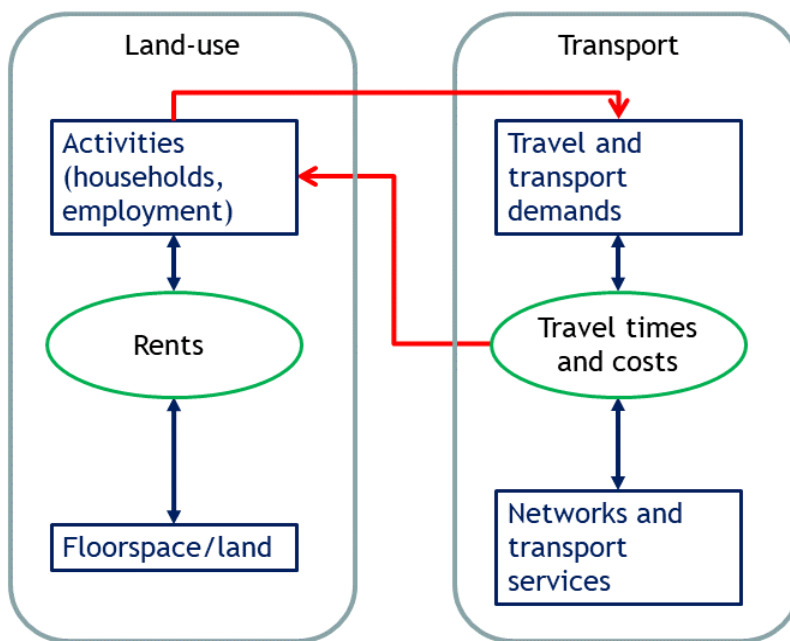 Land-use
Activities
(households,
employment)
Rents
Floorspace/land
Transport
Travel and
transport
demands
Travel times
and costs
Networks and
transport
services